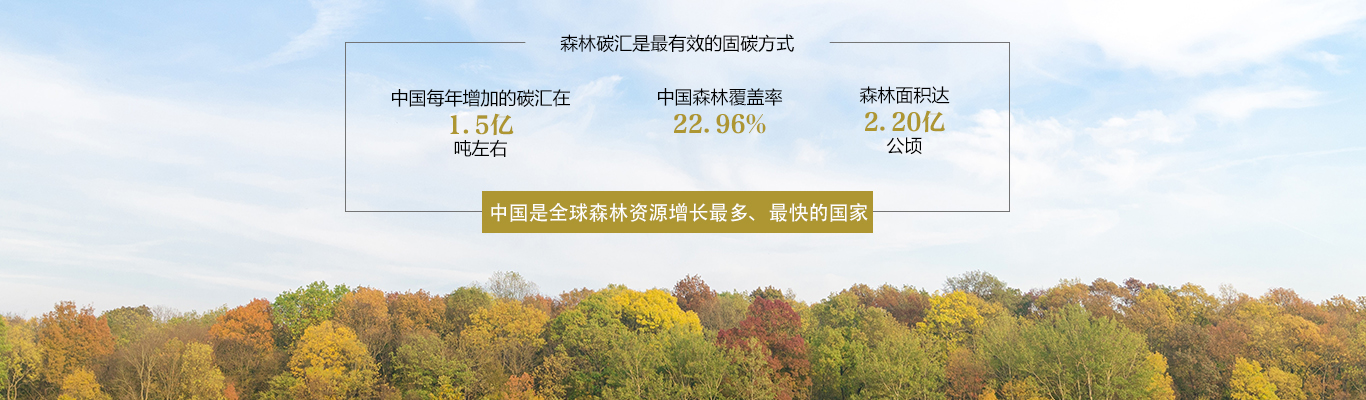 森林碳汇是最有效的固碳方式
中国每年增加的碳汇在
1.5亿
吨左右
中国森林覆盖率
22.96%
森林面积达
2.20亿
公顷
中国是全球森林资源增长最多、最快的国家